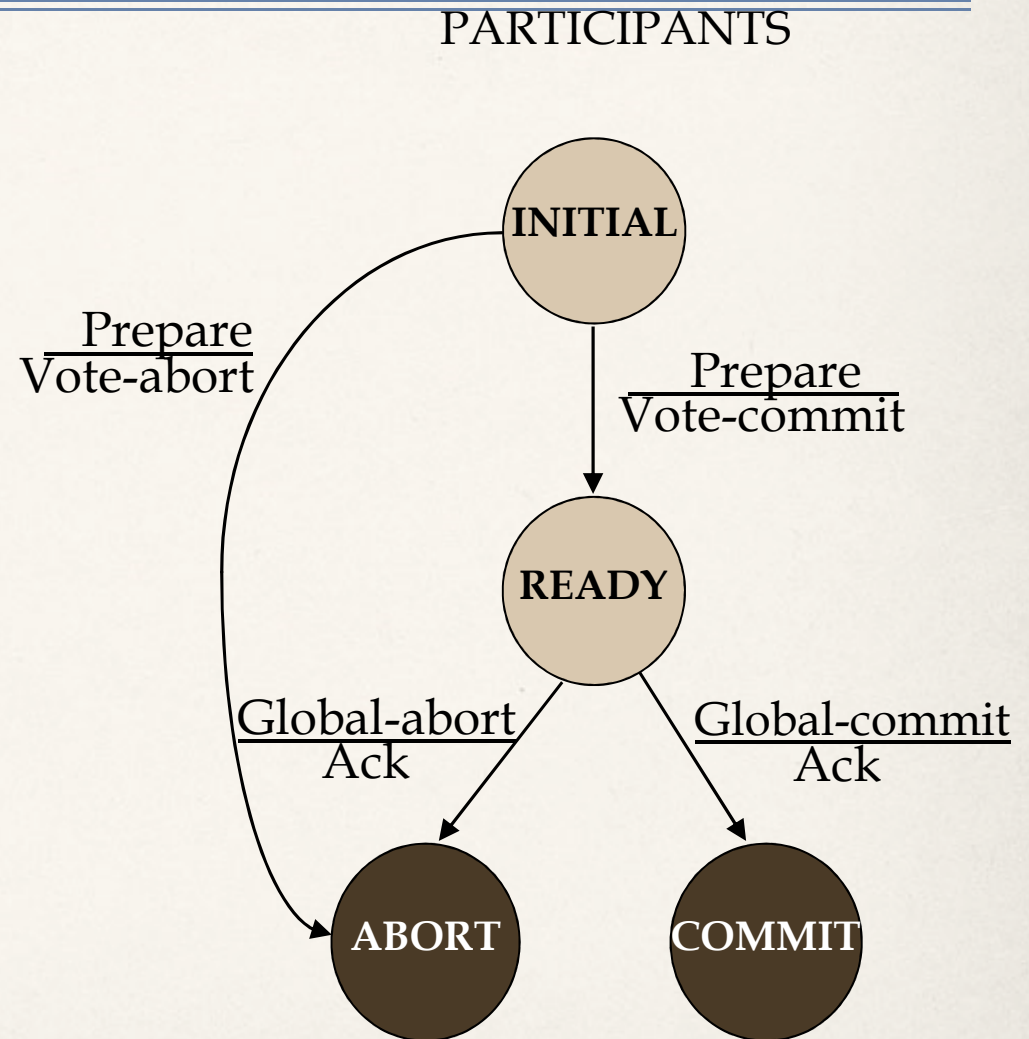 PARTICIPANTS
INITIAL
Prepare
Vote-abort
Prepare
Vote-commit
READY
Global-abort
Ack
Global-commit
Ack
ABORT
COMMIT